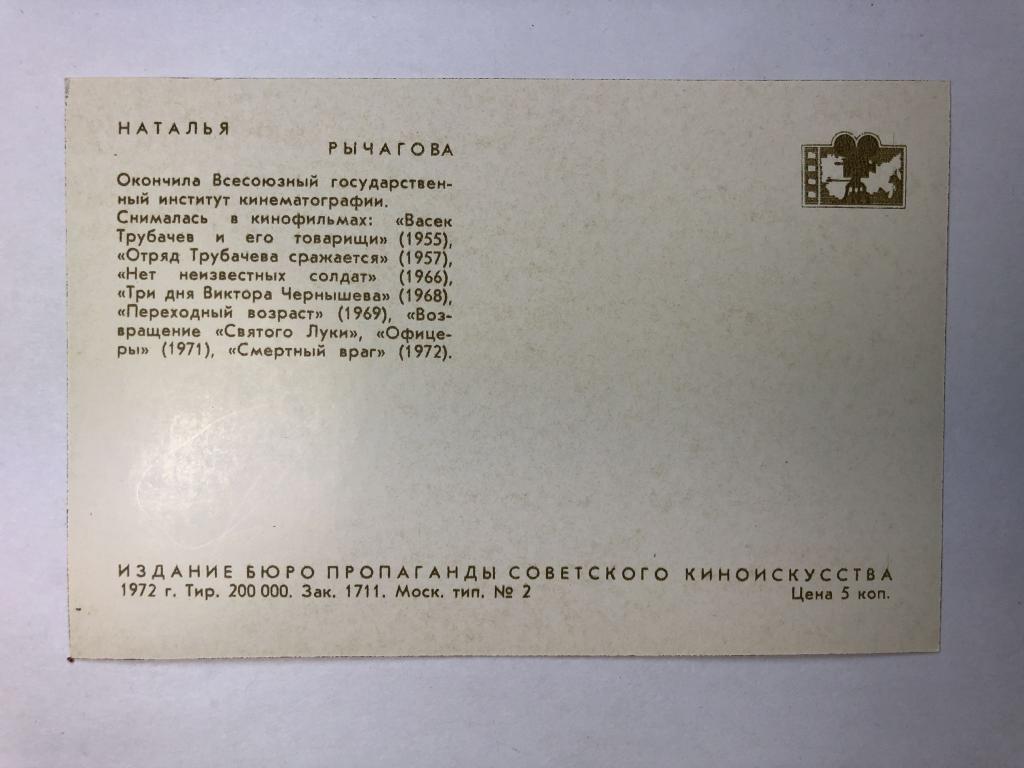 НАТАЛЬЯ
РЫЧАГОВА
Окончила Всесоюзный государствен-
ный институт кинематографии.
Снималась в кинофильмах: «Васек
Трубачев и его товарищи» (1955),
«Отряд Трубачева сражается» (1957),
«Нет неизвестных солдат» (1966),
«Три дня Виктора Чернышева» (1968),
«Переходный возраст» (1969), «Воз-
вращение «Святого Луки», «Офице-
ры» (1971), «Смертный враг» (1972).
ИЗДАНИЕ БЮРО ПРОПАГАНДЫ СОВЕТСКОГО КИНОИСКУССТВА
1972 г. Тир. 200 000. Зак. 1711. Моск. тип. № 2 Цена 5 коп.